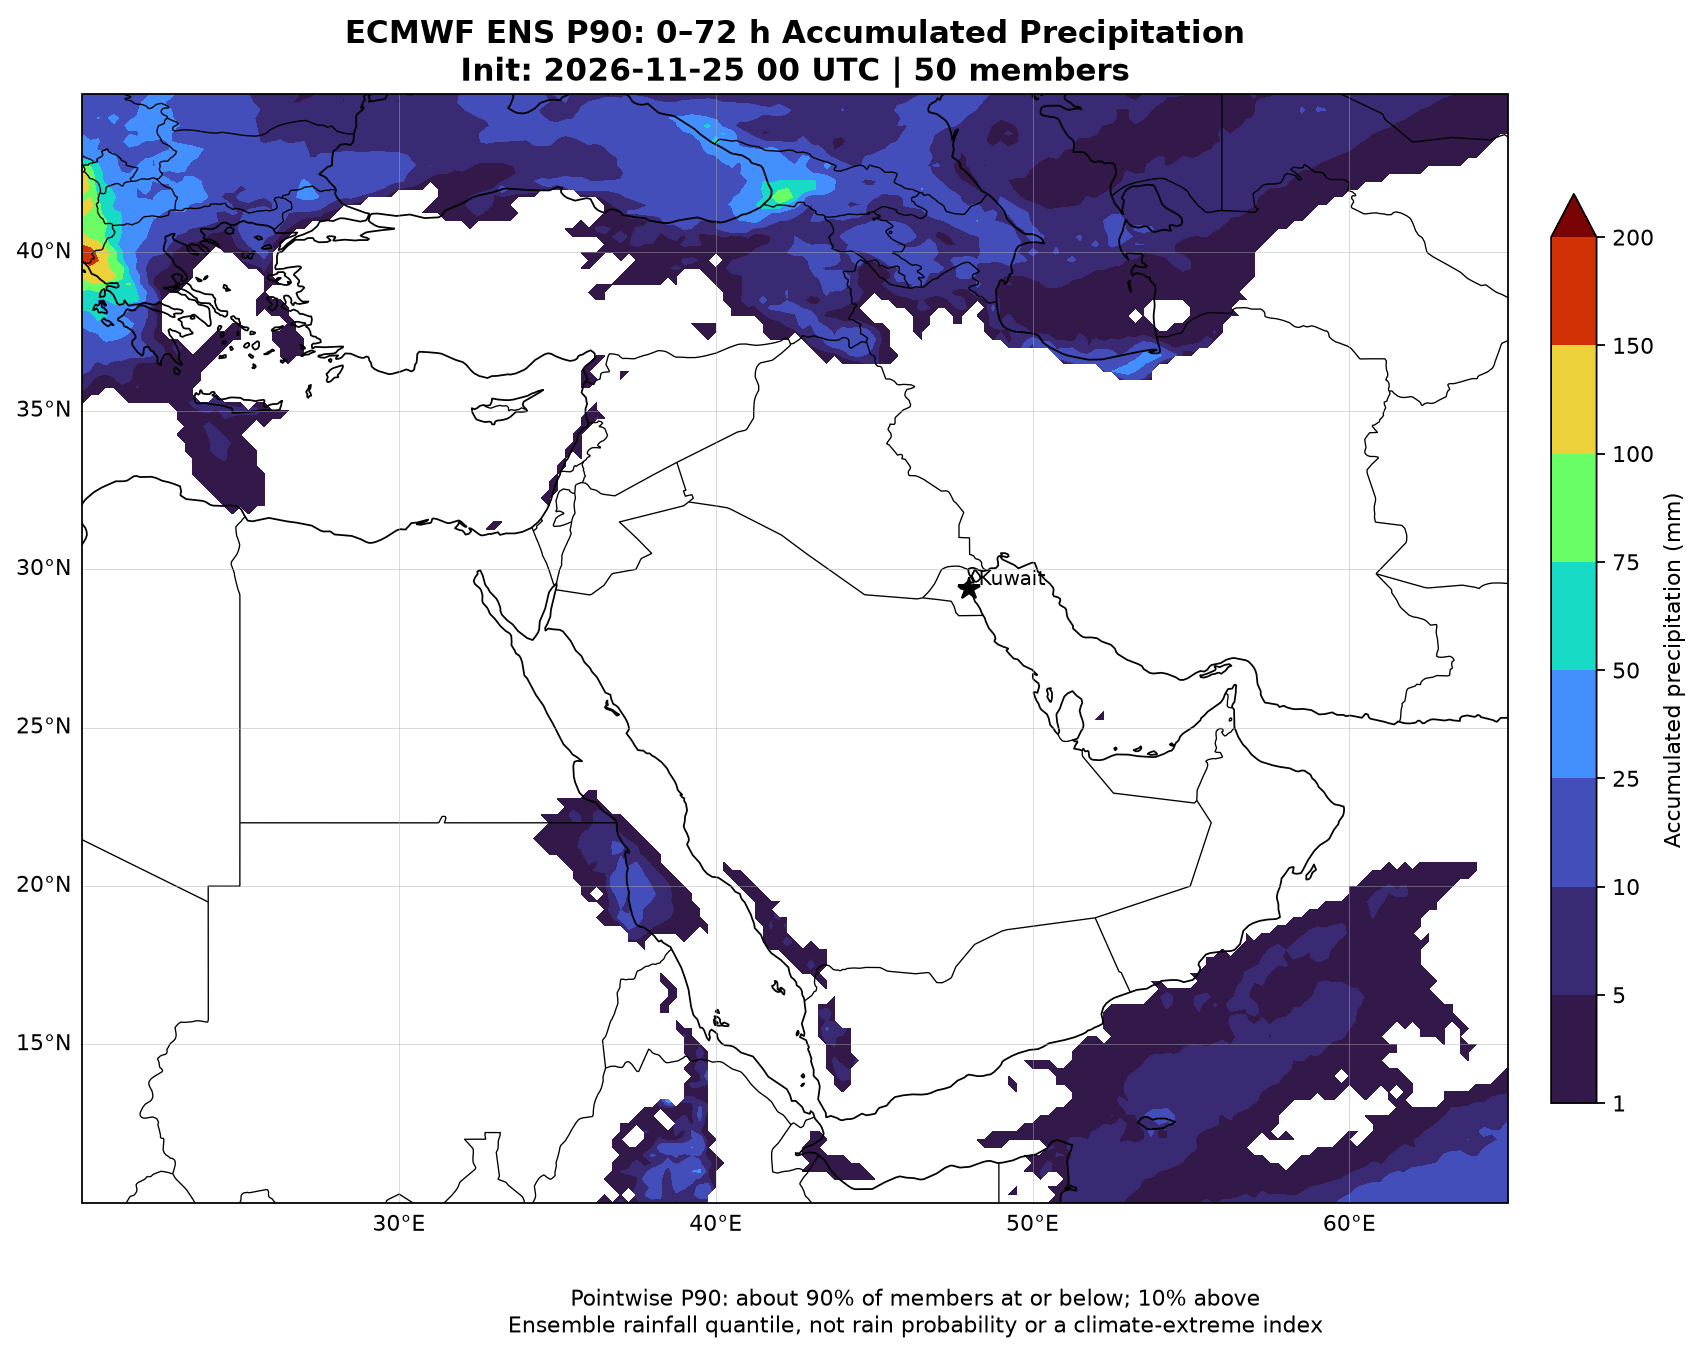 ECMWF ENS P90: 0–72 h Accumulated Precipitation
Init: 2026-11-25 00 UTC | 50 members
40°N
35°N
30°N
25°N
20°N
15°N
30°E
40°E
50°E
60°E
Kuwait
200
150
100
75
50
25
10
5
1
Accumulated precipitation (mm)
Pointwise P90: about 90% of members at or below; 10% above
Ensemble rainfall quantile, not rain probability or a climate-extreme index